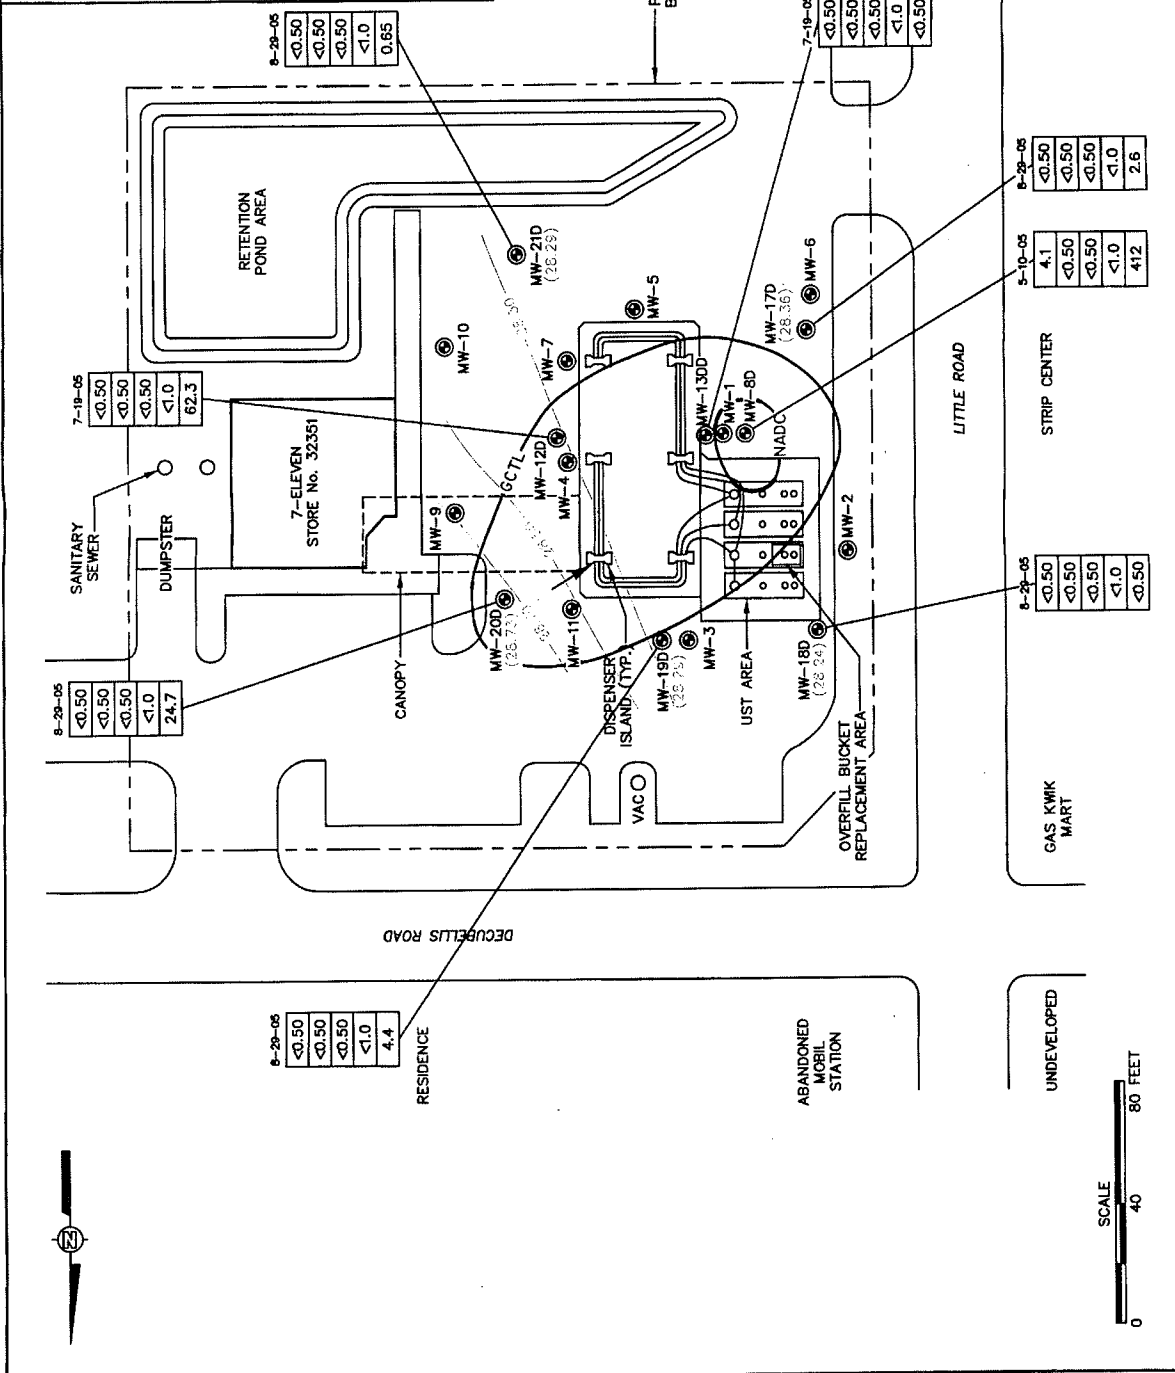 8-29-05
<0.50
<0.50
<0.50
<1.0
0.65
7-19-05
<0.50
<0.50
<0.50
<1.0
<0.50
RETENTION
POND AREA
MW-21D
(28.29)
MW-10
MW-5
MW-7
MW-6
MW-17D
(28.36)
8-29-05
<0.50
<0.50
<0.50
<1.0
2.6
5-10-05
4.1
<0.50
<0.50
<1.0
412
7-19-05
<0.50
<0.50
<0.50
<1.0
62.3
SANITARY
SEWER
DUMPSTER
7-ELEVEN
STORE No. 32351
MW-9
GCTL
MW-12D
MW-4
MW-13DD
MW-1
MW-8D
NADC
MW-2
LITTLE ROAD
STRIP CENTER
8-29-05
<0.50
<0.50
<0.50
<1.0
24.7
CANOPY
MW-20D
(28.73)
MW-11
DISPENSER
ISLAND (TYP.)
MW-19D
MW-3
UST AREA
MW-18D
(28.24)
8-29-05
<0.50
<0.50
<0.50
<1.0
<0.50
VAC
OVERFILL BUCKET
REPLACEMENT AREA
GAS KWIK
MART
DECUBELLIS ROAD
8-29-05
<0.50
<0.50
<0.50
<1.0
4.4
RESIDENCE
ABANDONED
MOBIL
STATION
UNDEVELOPED
N
SCALE
0 40 80 FEET